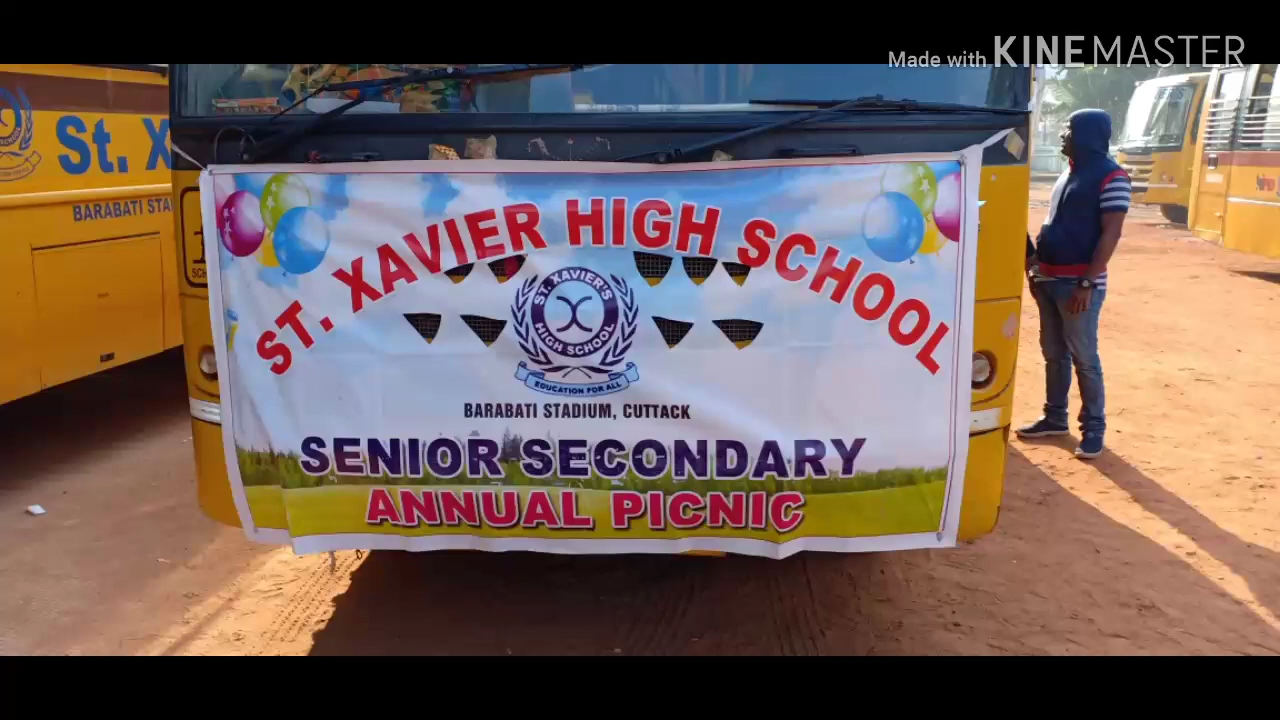 Made with KINEMASTER
St. X
BARABATI STA
SCH
ST. XAVIER HIGH SCHOOL
ST. XAVIER'S
HIGH SCHOOL
EDUCATION FOR ALL
BARABATI STADIUM, CUTTACK
SENIOR SECONDARY
ANNUAL PICNIC